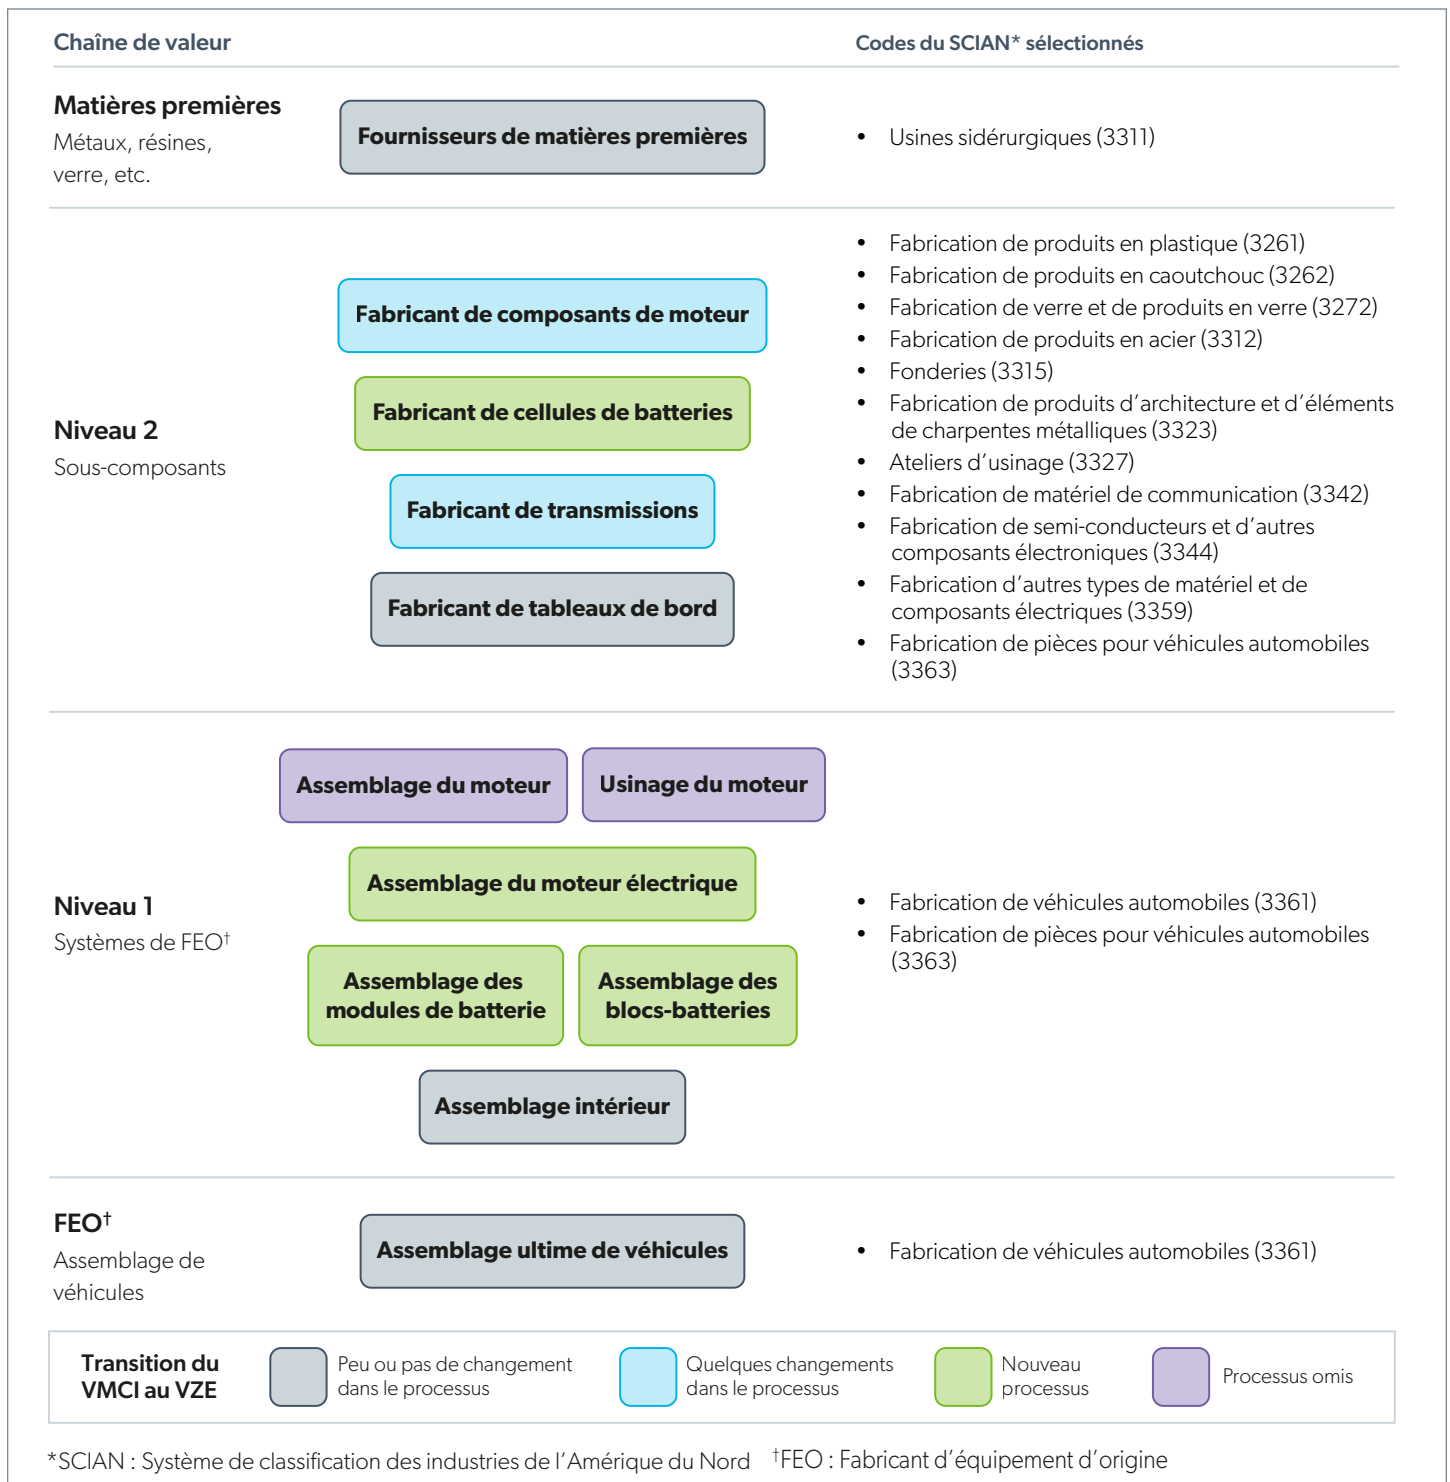 Chaîne de valeur
Codes du SCIAN* sélectionnés
Matières premières
Métaux, résines,
verre, etc.
Fournisseurs de matières premières
• Usines sidérurgiques (3311)
Niveau 2
Sous-composants
Fabricant de composants de moteur
Fabricant de cellules de batteries
Fabricant de transmissions
Fabricant de tableaux de bord
• Fabrication de produits en plastique (3261)
• Fabrication de produits en caoutchouc (3262)
• Fabrication de verre et de produits en verre (3272)
• Fabrication de produits en acier (3312)
• Fonderies (3315)
• Fabrication de produits d'architecture et d'éléments
de charpentes métalliques (3323)
• Ateliers d'usinage (3327)
• Fabrication de matériel de communication (3342)
• Fabrication de semi-conducteurs et d'autres
composants électroniques (3344)
• Fabrication d'autres types de matériel et de
composants électriques (3359)
• Fabrication de pièces pour véhicules automobiles
(3363)
Niveau 1
Systèmes de FEO†
Assemblage du moteur
Usinage du moteur
Assemblage du moteur électrique
Assemblage des
modules de batterie
Assemblage des
blocs-batteries
Assemblage intérieur
• Fabrication de véhicules automobiles (3361)
• Fabrication de pièces pour véhicules automobiles
(3363)
FEO†
Assemblage de
véhicules
Assemblage ultime de véhicules
• Fabrication de véhicules automobiles (3361)
Transition du
VMCI au VZE
Peu ou pas de changement
dans le processus
Quelques changements
dans le processus
Nouveau
processus
Processus omis
*SCIAN : Système de classification des industries de l'Amérique du Nord †FEO : Fabricant d'équipement d'origine